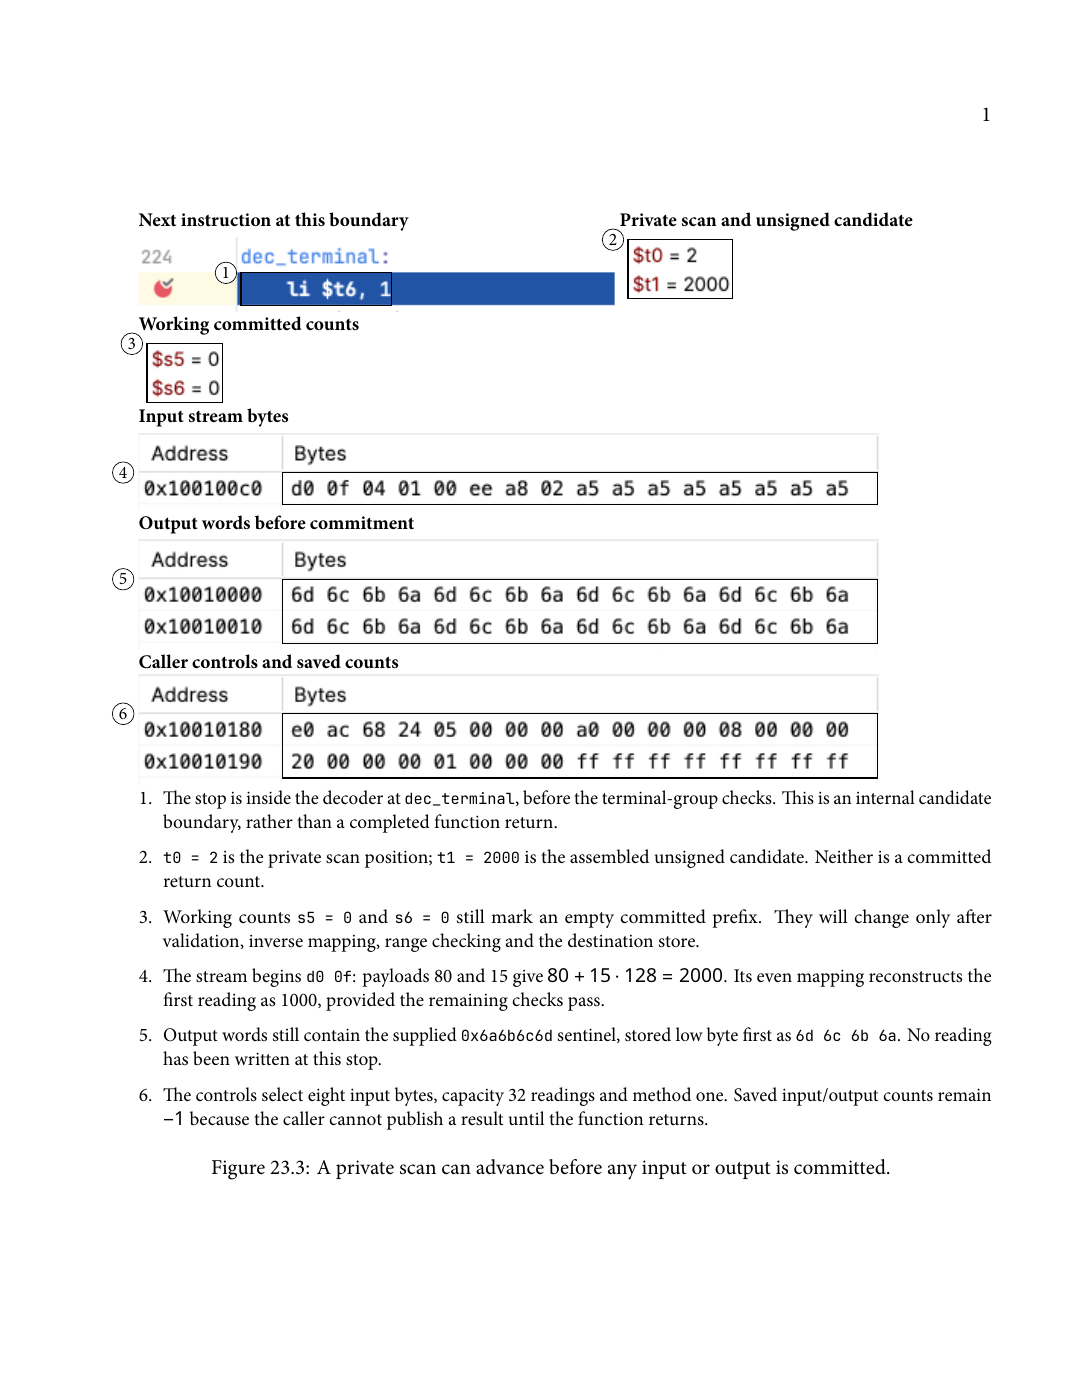 1
Next instruction at this boundary
Private scan and unsigned candidate
224 dec_terminal:
1 li $t6, 1
2
$t0 = 2
$t1 = 2000
Working committed counts
3
$s5 = 0
$s6 = 0
Input stream bytes
Address Bytes
4
0x100100c0 d0 0f 04 01 00 ee a8 02 a5 a5 a5 a5 a5 a5 a5 a5
Output words before commitment
Address Bytes
5
0x10010000 6d 6c 6b 6a 6d 6c 6b 6a 6d 6c 6b 6a 6d 6c 6b 6a
0x10010010 6d 6c 6b 6a 6d 6c 6b 6a 6d 6c 6b 6a 6d 6c 6b 6a
Caller controls and saved counts
Address Bytes
6
0x10010180 e0 ac 68 24 05 00 00 00 a0 00 00 00 08 00 00 00
0x10010190 20 00 00 00 01 00 00 00 ff ff ff ff ff ff ff ff
1. The stop is inside the decoder at dec_terminal, before the terminal-group checks. This is an internal candidate
boundary, rather than a completed function return.
2. t0 = 2 is the private scan position; t1 = 2000 is the assembled unsigned candidate. Neither is a committed
return count.
3. Working counts s5 = 0 and s6 = 0 still mark an empty committed prefix. They will change only after
validation, inverse mapping, range checking and the destination store.
4. The stream begins d0 0f: payloads 80 and 15 give 80 + 15 · 128 = 2000. Its even mapping reconstructs the
first reading as 1000, provided the remaining checks pass.
5. Output words still contain the supplied 0x6a6b6c6d sentinel, stored low byte first as 6d 6c 6b 6a. No reading
has been written at this stop.
6. The controls select eight input bytes, capacity 32 readings and method one. Saved input/output counts remain
−1 because the caller cannot publish a result until the function returns.
Figure 23.3: A private scan can advance before any input or output is committed.